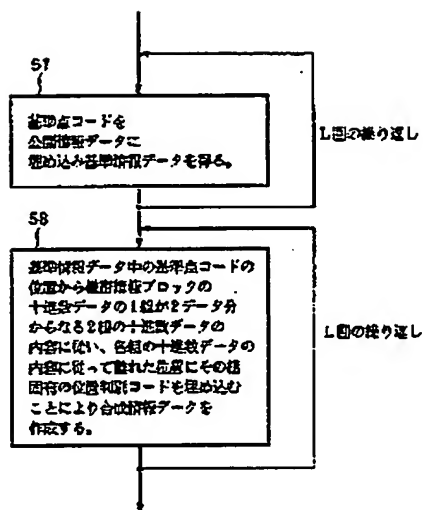 57
基準点コードを
公開情報データに
埋め込み基準情報データを得る。
L回の繰り返し
58
基準情報データ中の基準点コードの
位置から機密情報ブロックの
十進数データの1組が2データ分
からなる2組の十進数データの
内容に従い、各組の十進数データの
内容に従って離れた位置にその組
固有の位置判別コードを埋め込む
ことにより合成情報データを
作成する。
L回の繰り返し